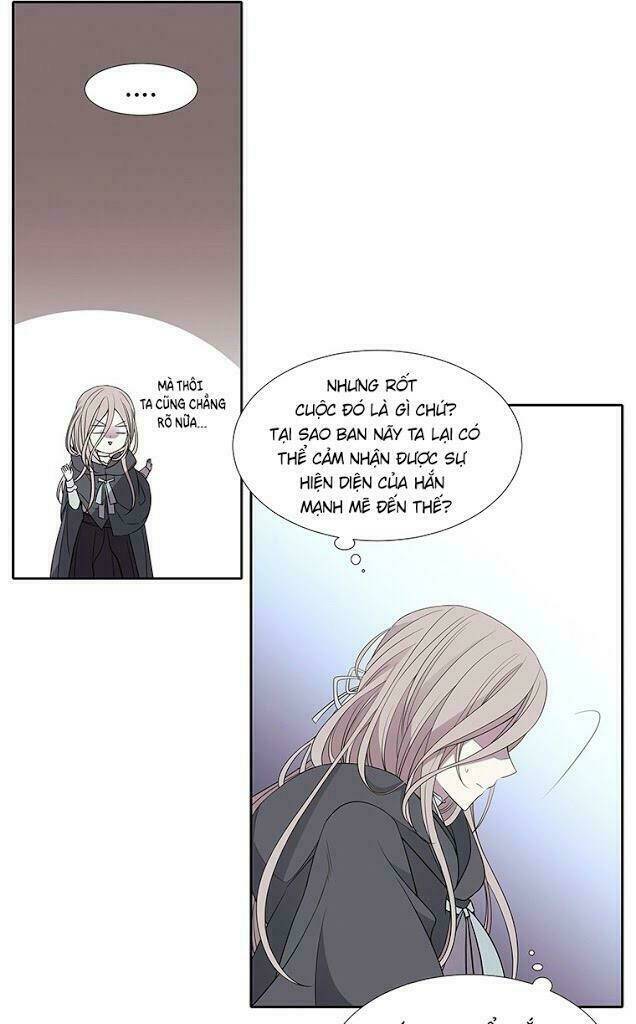 ....
MÀ THÔI
TA CŨNG CHẲNG
RÕ NỮA...
NHƯNG RỐT
CUỘC ĐÓ LÀ GÌ CHỨ?
TẠI SAO BAN NÃY TA LẠI CÓ
THỂ CẢM NHẬN ĐƯỢC SỰ
HIỆN DIỆN CỦA HẮN
MẠNH MẼ ĐẾN THẾ?